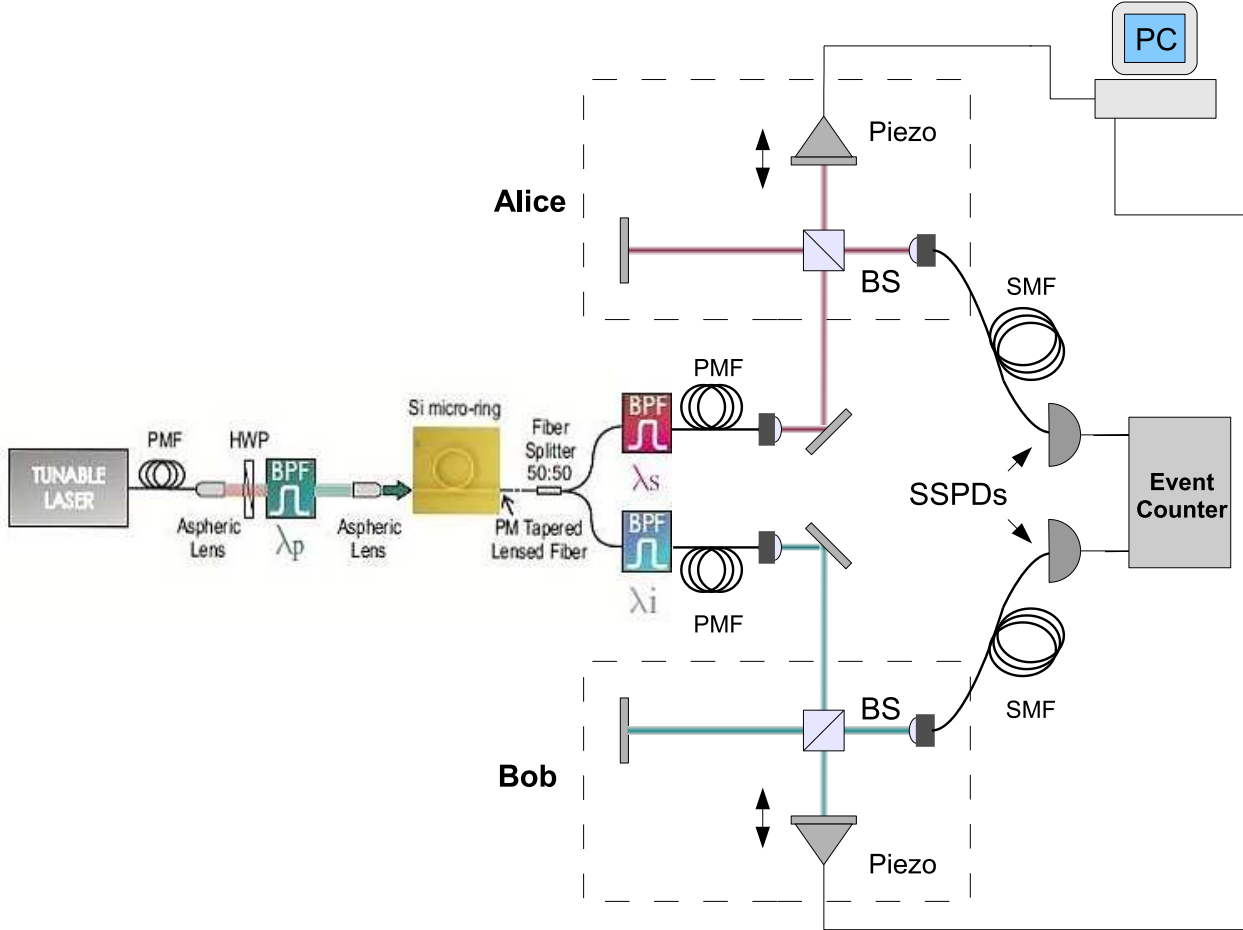 PC
Piezo
Alice
BS
SMF
PMF
Si micro-ring
BPF
λs
Fiber
Splitter
50:50
PMF
HWP
TUNABLE
LASER
BPF
λp
Aspheric
Lens
Aspheric
Lens
PM Tapered
Lensed Fiber
BPF
λi
PMF
SSPDs
Event
Counter
SMF
BS
Bob
Piezo